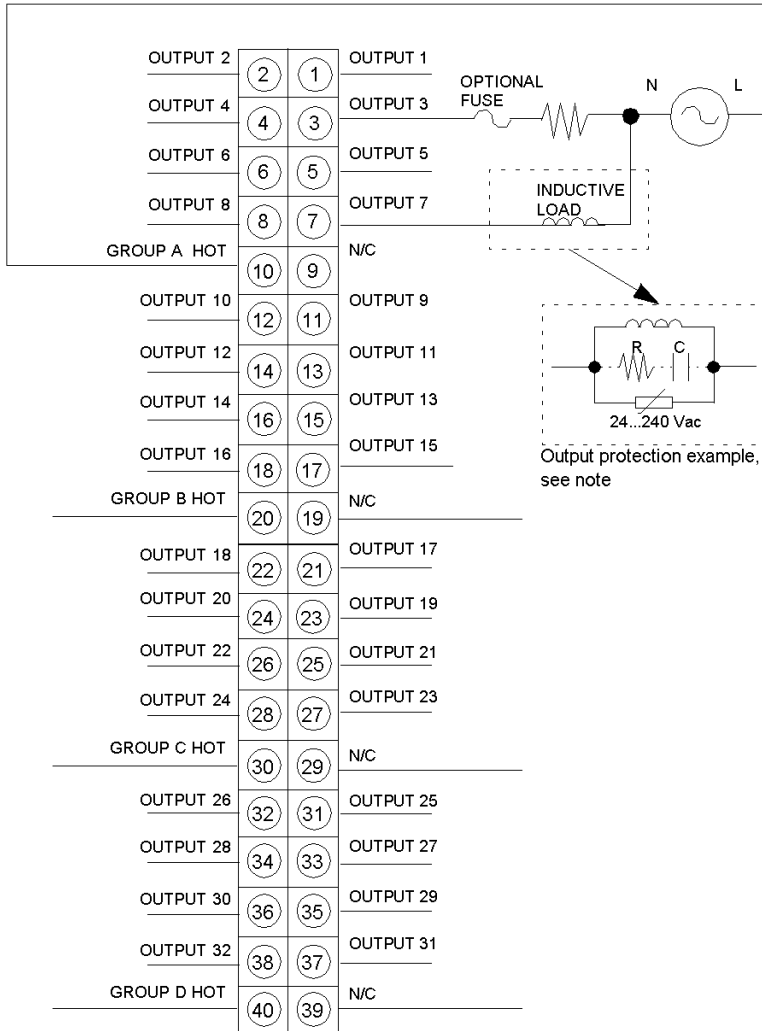 OUTPUT 2 2 1 OUTPUT 1
OPTIONAL
FUSE
N L
OUTPUT 4 4 3 OUTPUT 3
OUTPUT 6 6 5 OUTPUT 5
INDUCTIVE
LOAD
OUTPUT 8 8 7 OUTPUT 7
GROUP A HOT 10 9 N/C
OUTPUT 10 12 11 OUTPUT 9
OUTPUT 12 14 13 OUTPUT 11
R C
24...240 Vac
OUTPUT 14 16 15 OUTPUT 13
OUTPUT 16 18 17 OUTPUT 15
Output protection example,
see note
GROUP B HOT 20 19 N/C
OUTPUT 18 22 21 OUTPUT 17
OUTPUT 20 24 23 OUTPUT 19
OUTPUT 22 26 25 OUTPUT 21
OUTPUT 24 28 27 OUTPUT 23
GROUP C HOT 30 29 N/C
OUTPUT 26 32 31 OUTPUT 25
OUTPUT 28 34 33 OUTPUT 27
OUTPUT 30 36 35 OUTPUT 29
OUTPUT 32 38 37 OUTPUT 31
GROUP D HOT 40 39 N/C